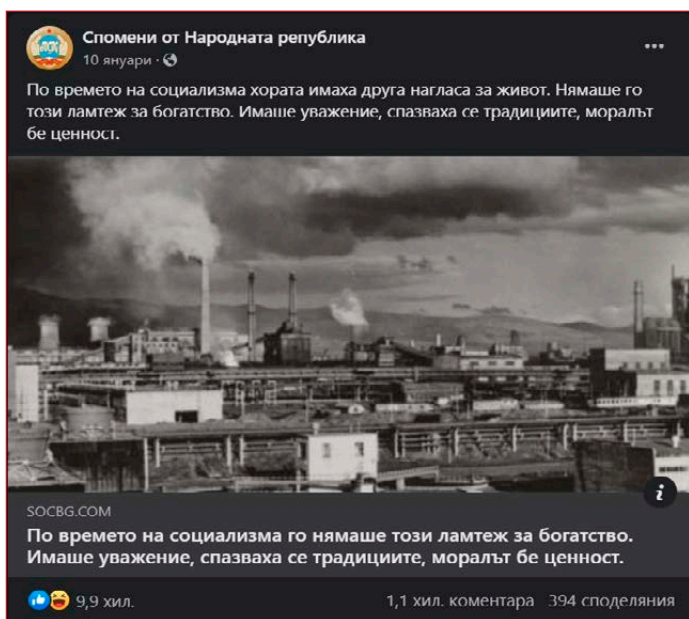 Спомени от Народната република
10 януари ·
По времето на социализма хората имаха друга нагласа за живот. Нямаше го
този ламтеж за богатство. Имаше уважение, спазваха се традициите, моралът
бе ценност.
SOCBG.COM
По времето на социализма го нямаше този ламтеж за богатство.
Имаше уважение, спазваха се традициите, моралът бе ценност.
9,9 хил. 1,1 хил. коментара 394 споделяния